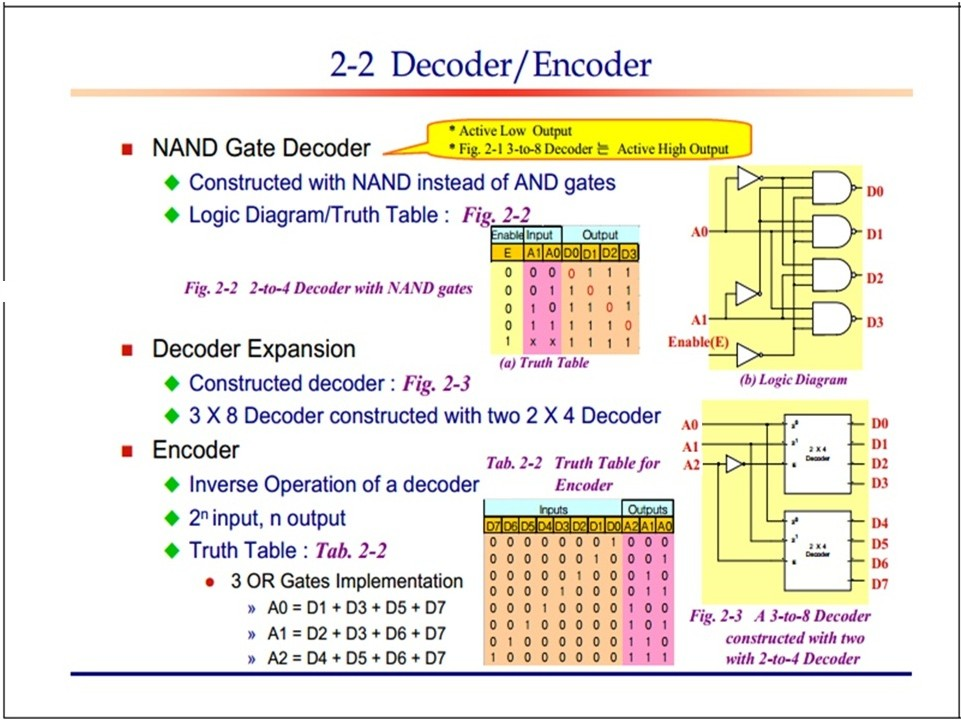 2-2 Decoder/Encoder
* Active Low Output
* Fig. 2-1 3-to-8 Decoder 는 Active High Output
■ NAND Gate Decoder
◆ Constructed with NAND instead of AND gates
◆ Logic Diagram/Truth Table : Fig. 2-2
Fig. 2-2 2-to-4 Decoder with NAND gates
Enable Input Output
E A1 A0 D0 D1 D2 D3
0 0 0 0 1 1 1
0 0 1 1 0 1 1
0 1 0 1 1 0 1
0 1 1 1 1 1 0
1 x x 1 1 1 1
(a) Truth Table
A0
A1
Enable(E)
D0
D1
D2
D3
(b) Logic Diagram
■ Decoder Expansion
◆ Constructed decoder : Fig. 2-3
◆ 3 X 8 Decoder constructed with two 2 X 4 Decoder
■ Encoder
◆ Inverse Operation of a decoder
◆ 2ⁿ input, n output
◆ Truth Table : Tab. 2-2
● 3 OR Gates Implementation
» A0 = D1 + D3 + D5 + D7
» A1 = D2 + D3 + D6 + D7
» A2 = D4 + D5 + D6 + D7
Tab. 2-2 Truth Table for
Encoder
Inputs Outputs
D7 D6 D5 D4 D3 D2 D1 D0 A2 A1 A0
0 0 0 0 0 0 0 1 0 0 0
0 0 0 0 0 0 1 0 0 0 1
0 0 0 0 0 1 0 0 0 1 0
0 0 0 0 1 0 0 0 0 1 1
0 0 0 1 0 0 0 0 1 0 0
0 0 1 0 0 0 0 0 1 0 1
0 1 0 0 0 0 0 0 1 1 0
1 0 0 0 0 0 0 0 1 1 1
A0
A1
A2
2⁰
2¹
E
2 X 4
Decoder
D0
D1
D2
D3
2⁰
2¹
E
2 X 4
Decoder
D4
D5
D6
D7
Fig. 2-3 A 3-to-8 Decoder
constructed with two
with 2-to-4 Decoder